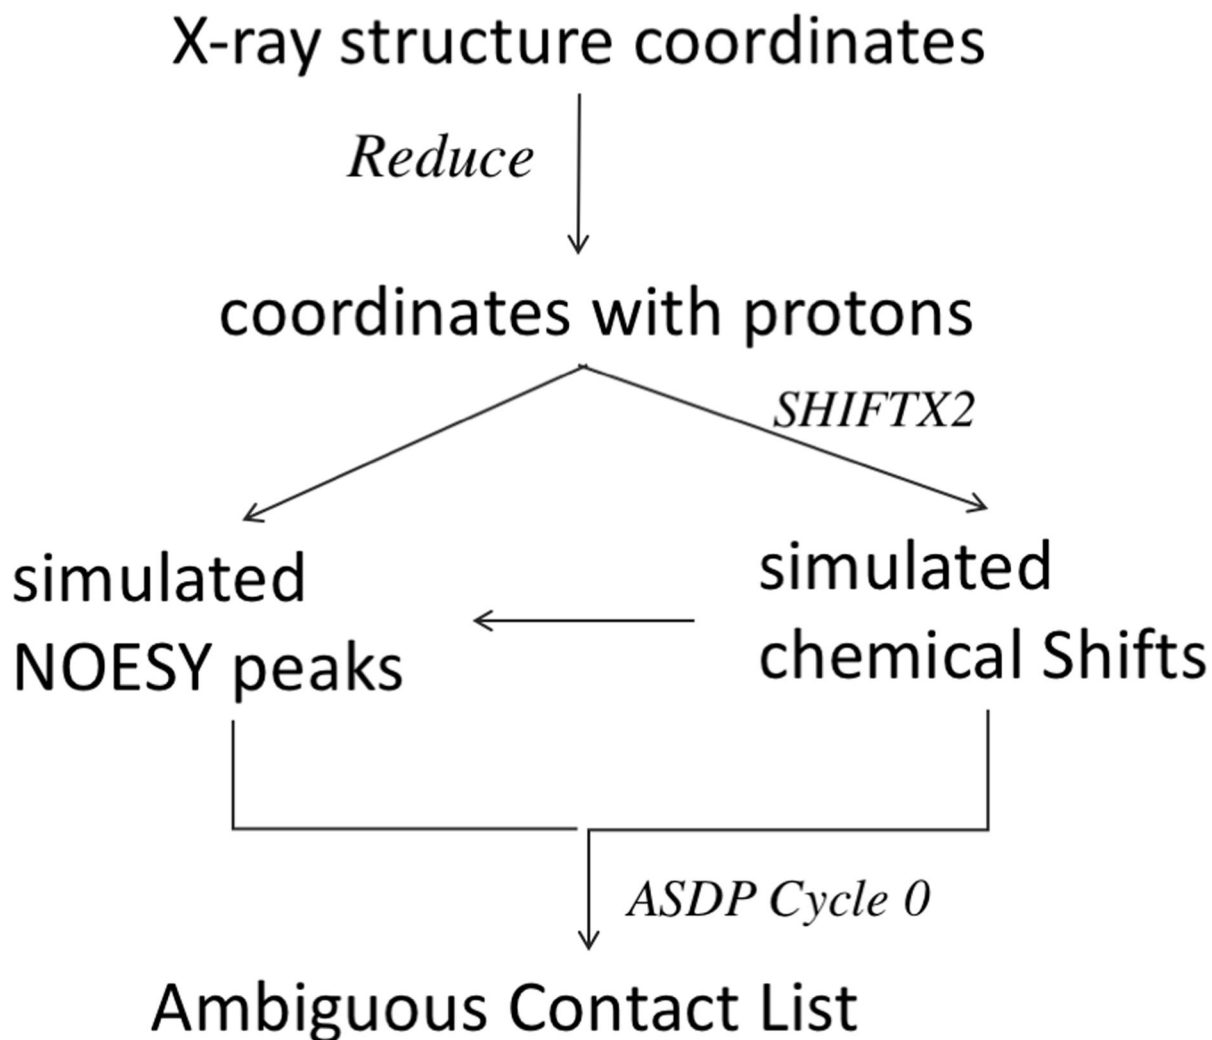 X-ray structure coordinates
Reduce
coordinates with protons
SHIFTX2
simulated
NOESY peaks
simulated
chemical Shifts
ASDP Cycle 0
Ambiguous Contact List